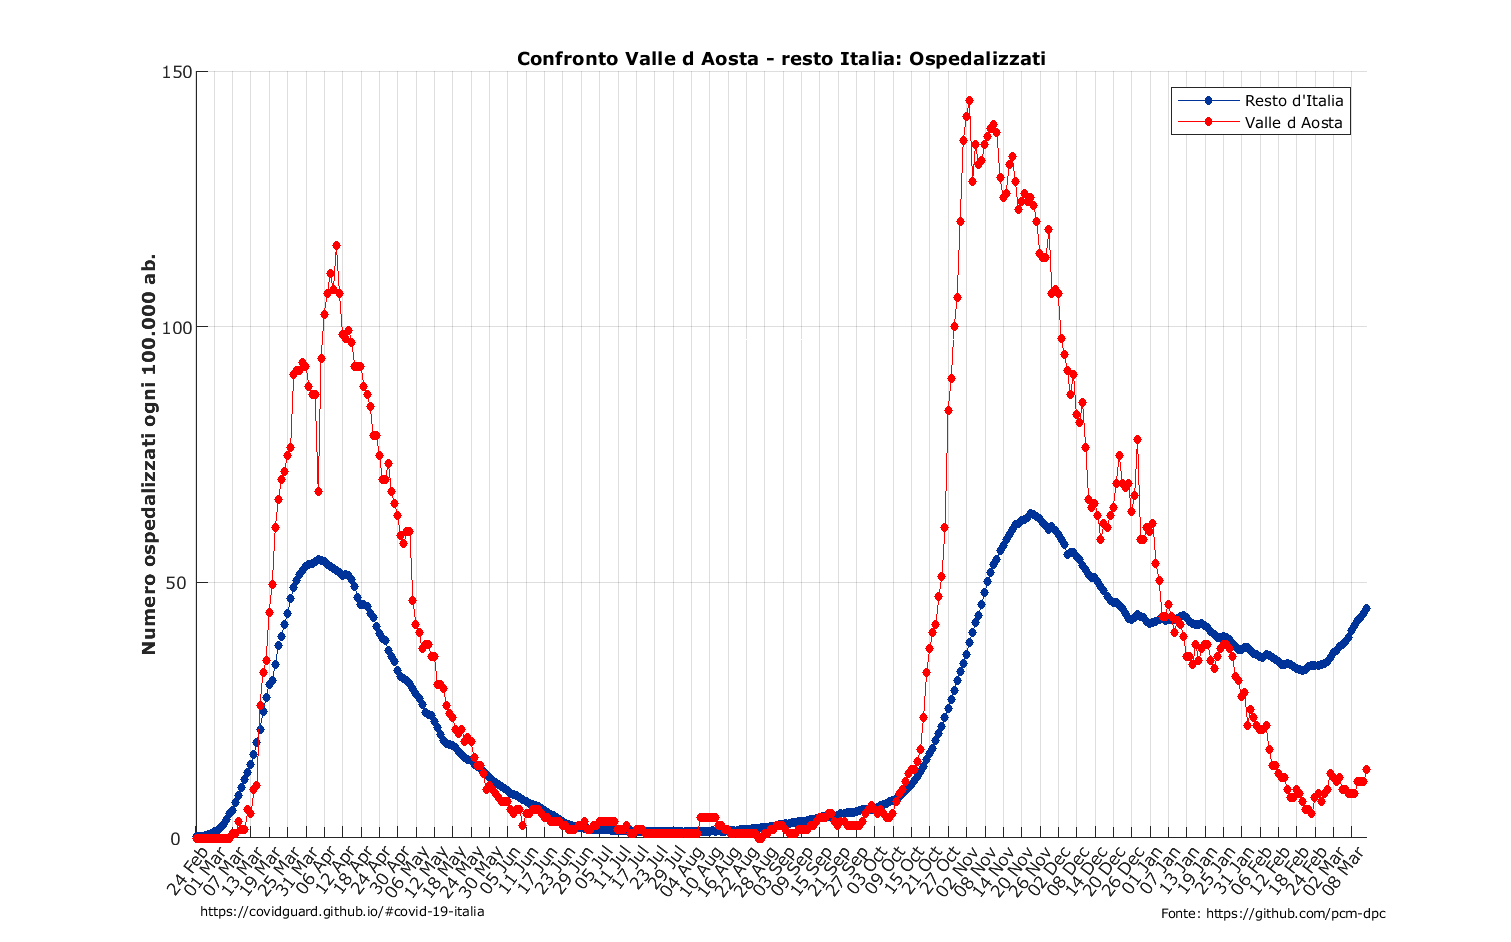 Confronto Valle d Aosta - resto Italia: Ospedalizzati
Numero ospedalizzati ogni 100.000 ab.
150
100
50
0
Resto d'Italia
Valle d Aosta
24 Feb
01 Mar
07 Mar
13 Mar
19 Mar
25 Mar
31 Mar
06 Apr
12 Apr
18 Apr
24 Apr
30 Apr
06 May
12 May
18 May
24 May
30 May
05 Jun
11 Jun
17 Jun
23 Jun
29 Jun
05 Jul
11 Jul
17 Jul
23 Jul
29 Jul
04 Aug
10 Aug
16 Aug
22 Aug
28 Aug
03 Sep
09 Sep
15 Sep
21 Sep
27 Sep
03 Oct
09 Oct
15 Oct
21 Oct
27 Oct
02 Nov
08 Nov
14 Nov
20 Nov
26 Nov
02 Dec
08 Dec
14 Dec
20 Dec
26 Dec
01 Jan
07 Jan
13 Jan
19 Jan
25 Jan
31 Jan
06 Feb
12 Feb
18 Feb
24 Feb
02 Mar
08 Mar
https://covidguard.github.io/#covid-19-italia
Fonte: https://github.com/pcm-dpc